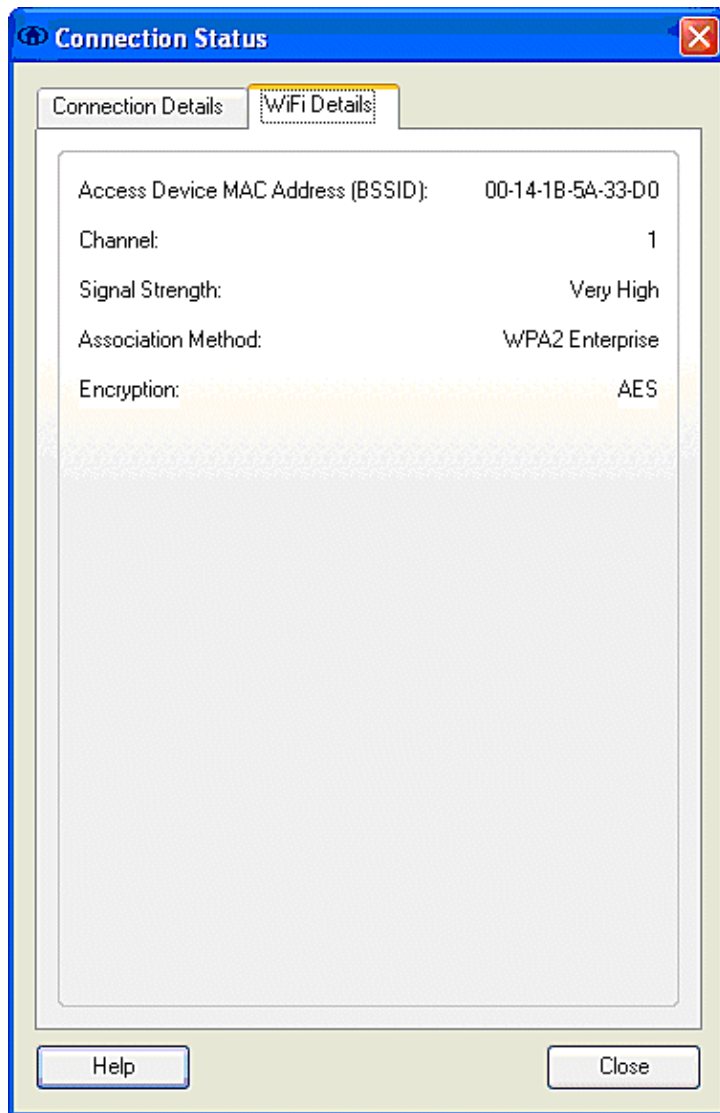 Connection Status
Connection Details WiFi Details
Access Device MAC Address (BSSID): 00-14-1B-5A-33-D0
Channel: 1
Signal Strength: Very High
Association Method: WPA2 Enterprise
Encryption: AES
Help Close